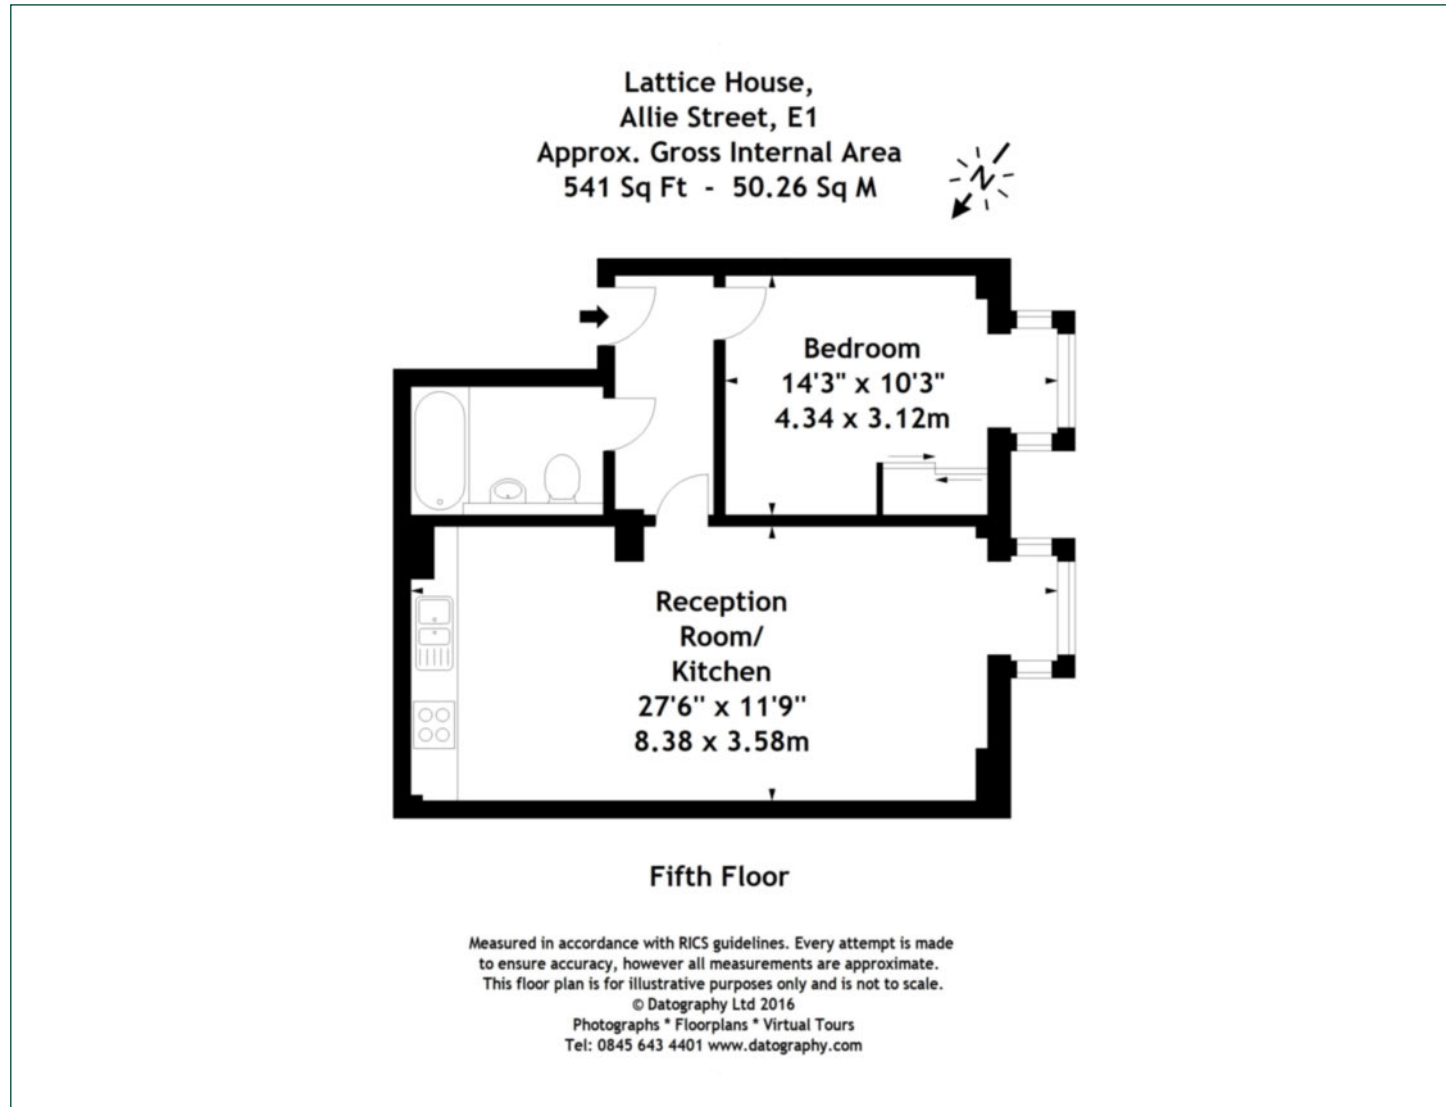 Lattice House,
Allie Street, E1
Approx. Gross Internal Area
541 Sq Ft - 50.26 Sq M
N
Bedroom
14'3" x 10'3"
4.34 x 3.12m
Reception
Room/
Kitchen
27'6" x 11'9"
8.38 x 3.58m
Fifth Floor
Measured in accordance with RICS guidelines. Every attempt is made
to ensure accuracy, however all measurements are approximate.
This floor plan is for illustrative purposes only and is not to scale.
© Datography Ltd 2016
Photographs * Floorplans * Virtual Tours
Tel: 0845 643 4401 www.datography.com